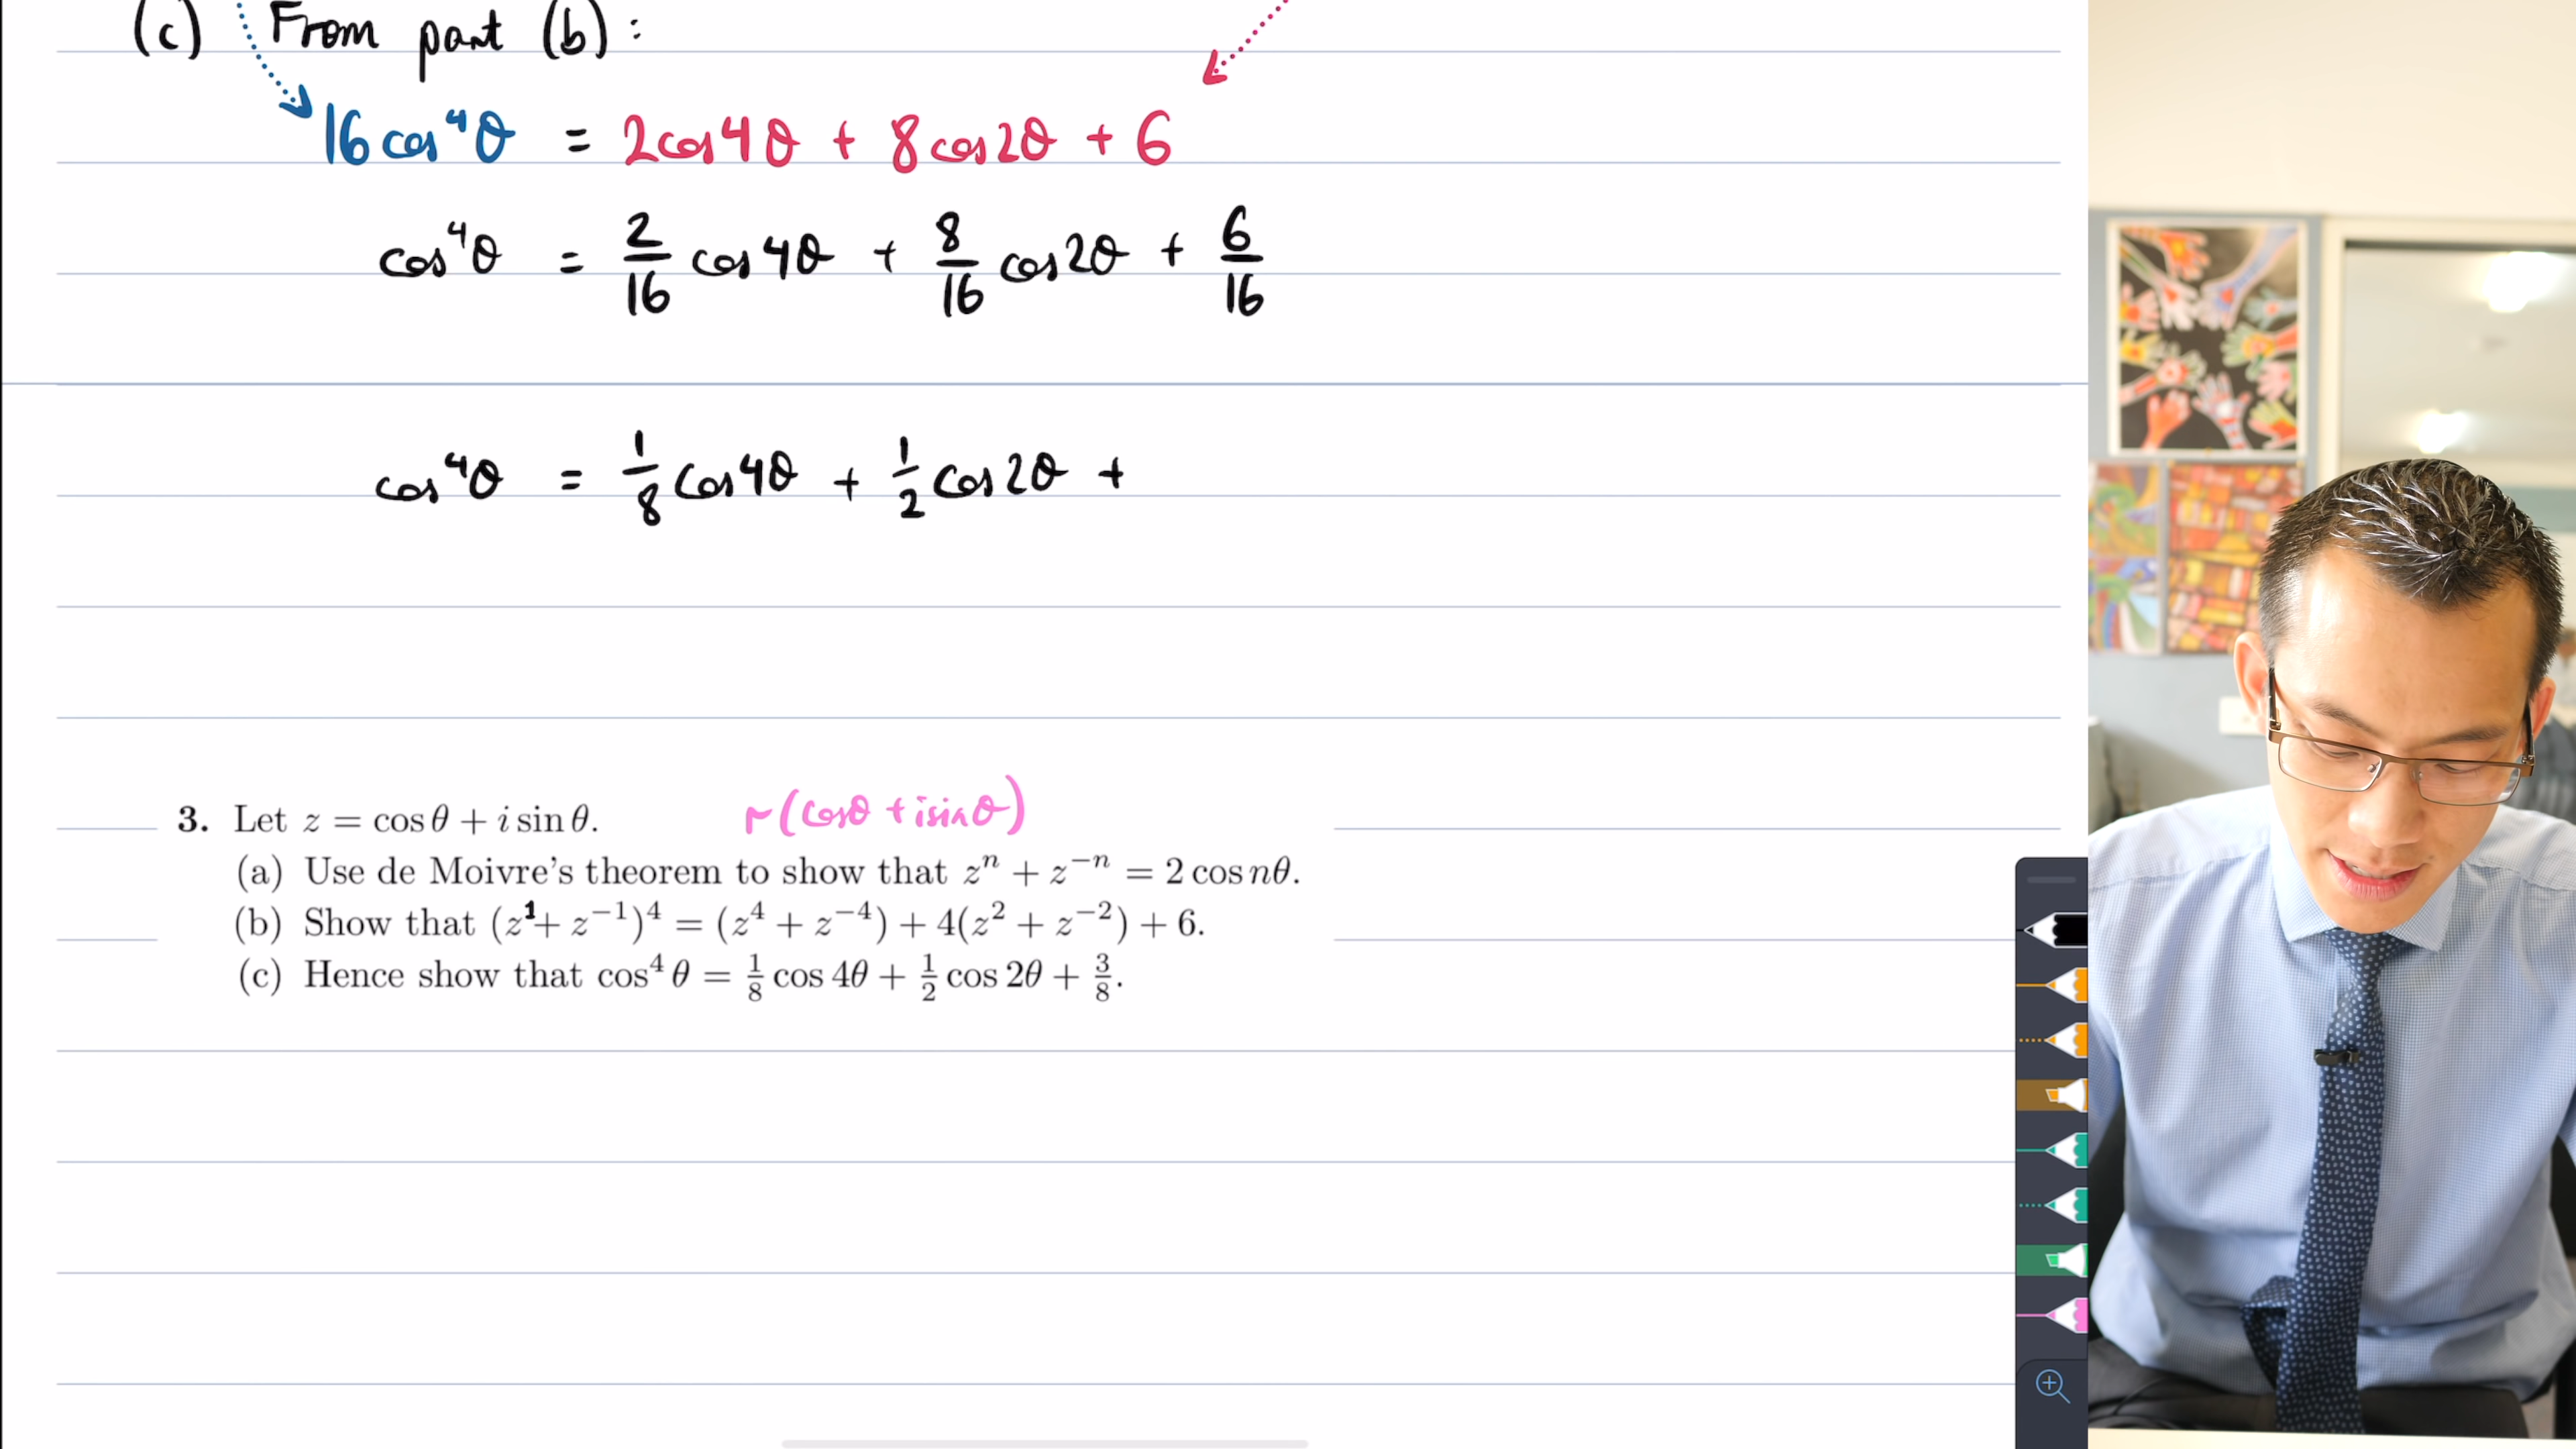 (c) From part (b):
16cos⁴θ = 2cos4θ + 8cos2θ + 6
cos⁴θ = 2/16 cos4θ + 8/16 cos2θ + 6/16
cos⁴θ = 1/8 cos4θ + 1/2 cos2θ +
3. Let z = cos θ + i sin θ. r(cosθ + isinθ)
(a) Use de Moivre's theorem to show that zⁿ + z⁻ⁿ = 2 cos nθ.
(b) Show that (z¹ + z⁻¹)⁴ = (z⁴ + z⁻⁴) + 4(z² + z⁻²) + 6.
(c) Hence show that cos⁴ θ = 1/8 cos 4θ + 1/2 cos 2θ + 3/8.